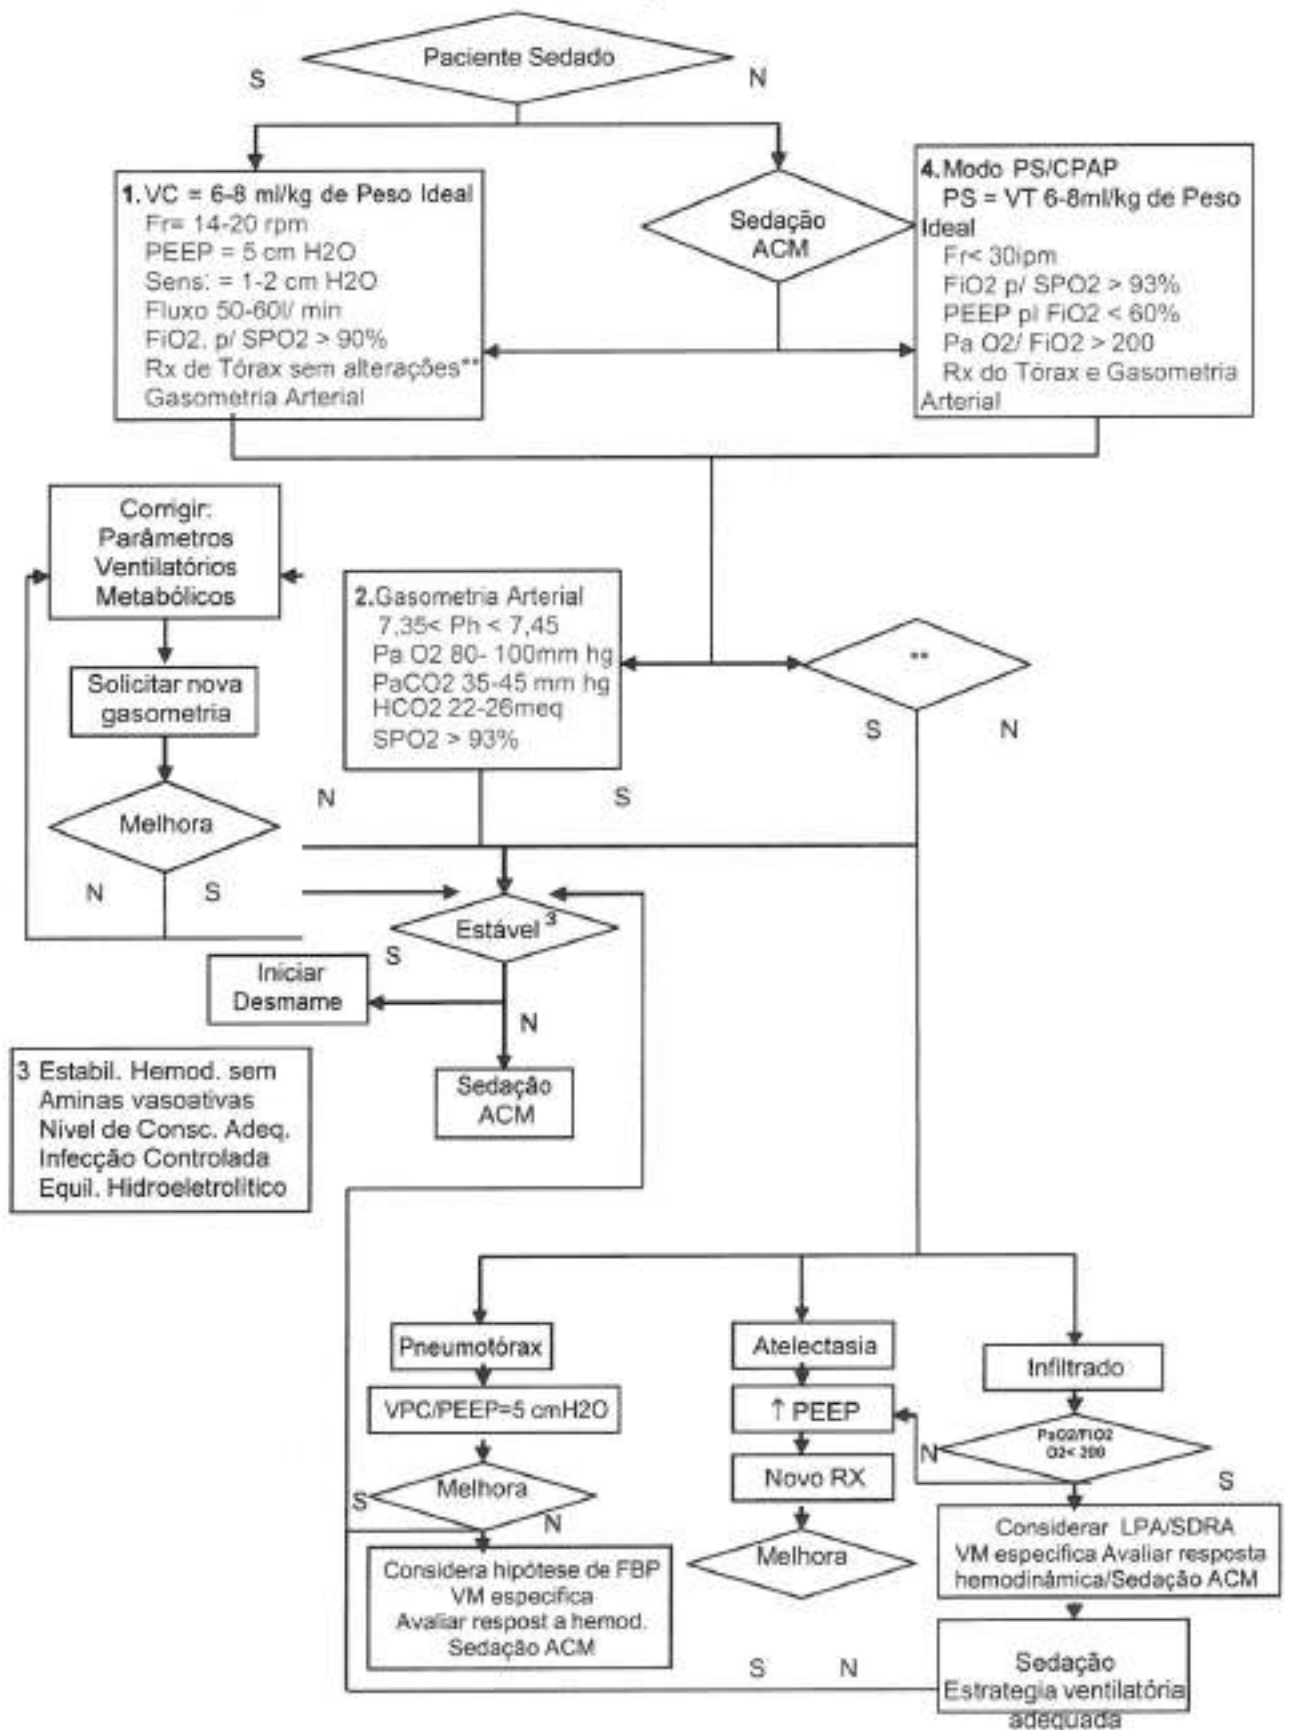 Paciente Sedado
S
N
1. VC = 6-8 ml/kg de Peso Ideal
Fr= 14-20 rpm
PEEP = 5 cm H2O
Sens: = 1-2 cm H2O
Fluxo 50-60l/ min
FiO2, p/ SPO2 > 90%
Rx de Tórax sem alterações**
Gasometria Arterial
Sedação
ACM
4. Modo PS/CPAP
PS = VT 6-8ml/kg de Peso
Ideal
Fr< 30ipm
FiO2 p/ SPO2 > 93%
PEEP pl FiO2 < 60%
Pa O2/ FiO2 > 200
Rx do Tórax e Gasometria
Arterial
Corrigir:
Parâmetros
Ventilatórios
Metabólicos
Solicitar nova
gasometria
Melhora
N
S
2.Gasometria Arterial
7,35< Ph < 7,45
Pa O2 80- 100mm hg
PaCO2 35-45 mm hg
HCO2 22-26meq
SPO2 > 93%
N
S
**
S
N
Estável 3
S
N
Iniciar
Desmame
Sedação
ACM
3 Estabil. Hemod. sem
Aminas vasoativas
Nivel de Consc. Adeq.
Infecção Controlada
Equil. Hidroeletrolítico
Pneumotórax
VPC/PEEP=5 cmH2O
Melhora
S
N
Considera hipótese de FBP
VM especifica
Avaliar respost a hemod.
Sedação ACM
Atelectasia
↑ PEEP
Novo RX
Melhora
S
N
Infiltrado
PaO2/FiO2
O2< 200
N
S
Considerar LPA/SDRA
VM especifica Avaliar resposta
hemodinâmica/Sedação ACM
Sedação
Estrategia ventilatória
adequada